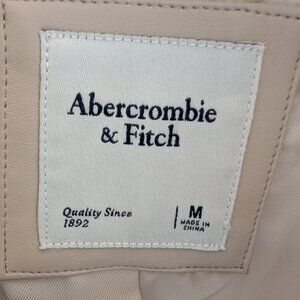 Abercrombie
& Fitch
Quality Since
1892
M
MADE IN
CHINA